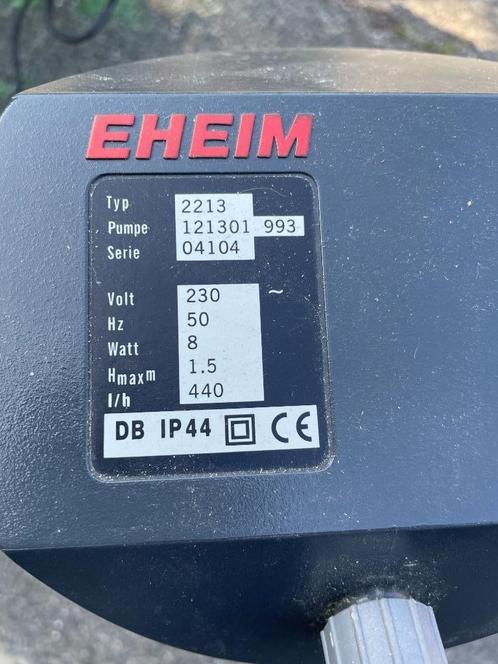 EHEIM
Typ 2213
Pumpe 121301 993
Serie 04104
Volt 230 ~
Hz 50
Watt 8
Hmaxm 1.5
l/h 440
DB IP44 CE